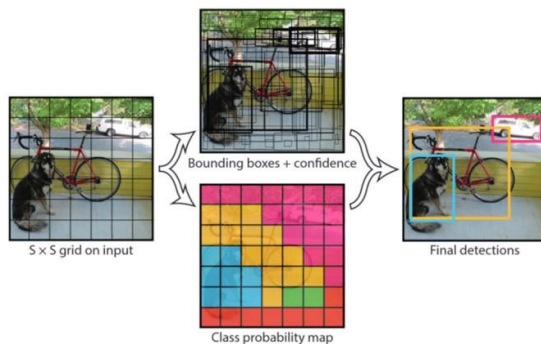 Bounding boxes + confidence
S × S grid on input
Final detections
Class probability map